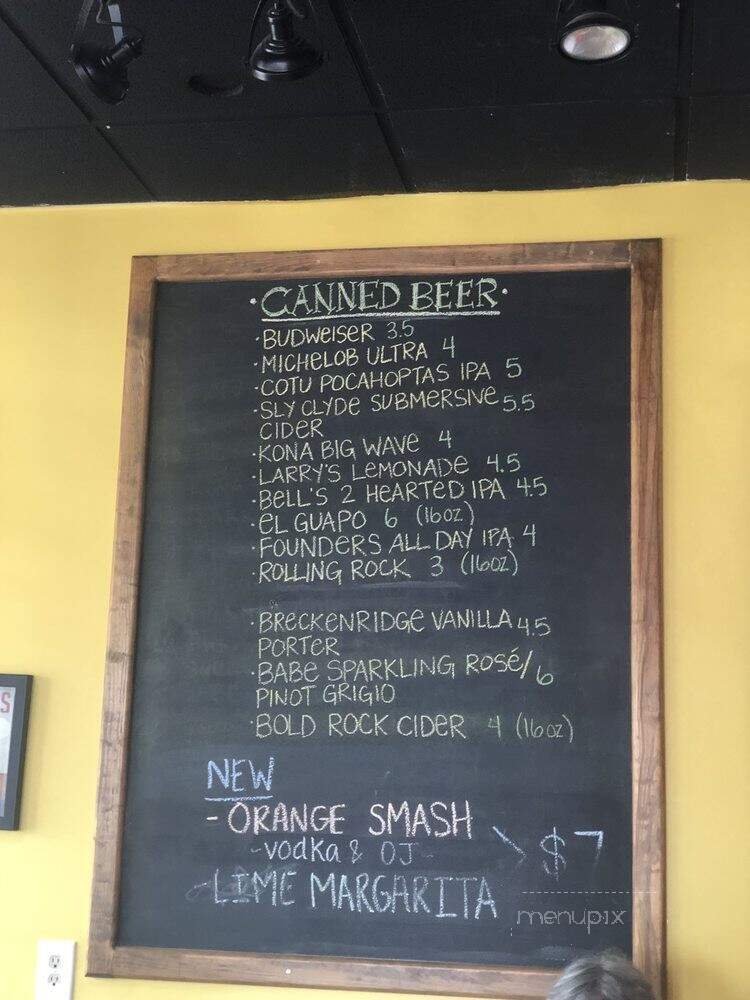 ·CANNED BEER·
·BUDWEISER 3.5
·MICHELOB ULTRA 4
·COTU POCAHOPTAS IPA 5
·SLY CLYDE SUBMERSIVE 5.5
CIDER
·KONA BIG WAVE 4
·LARRY'S LEMONADE 4.5
·BELL'S 2 HEARTED IPA 4.5
·EL GUAPO 6 (16oz)
·FOUNDERS ALL DAY IPA 4
·ROLLING ROCK 3 (16oz)
·BRECKENRIDGE VANILLA 4.5
PORTER
·BABE SPARKLING ROSÉ/ 6
PINOT GRIGIO
·BOLD ROCK CIDER 4 (16oz)
NEW
-ORANGE SMASH
-vodka & OJ-
> $7
-LIME MARGARITA
menupix
S